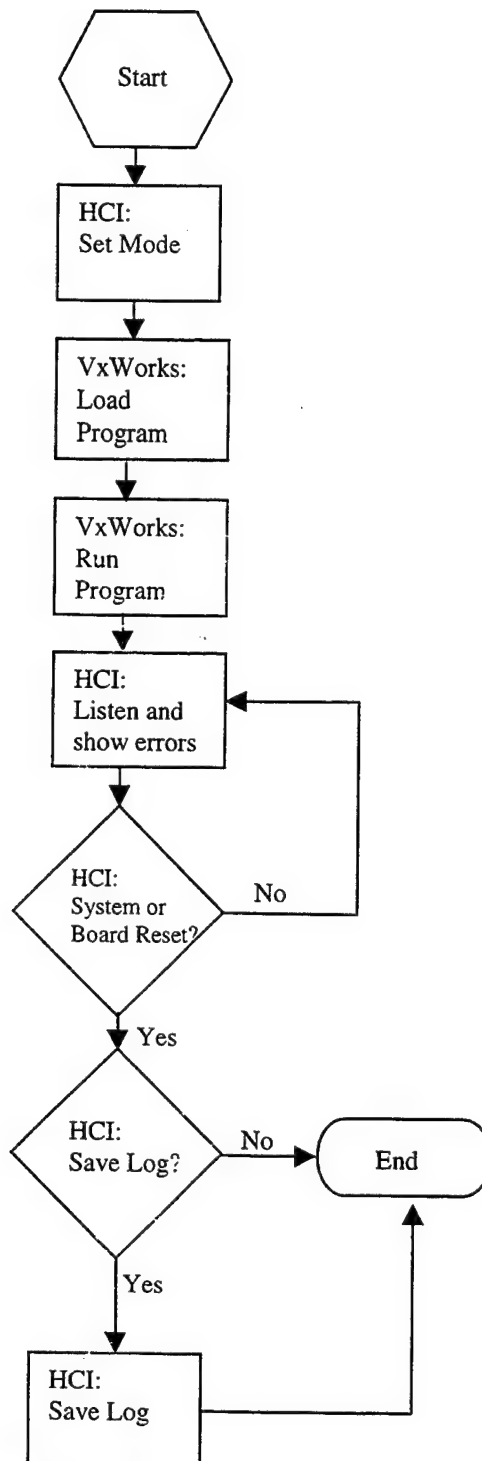 Start
HCI:
Set Mode
VxWorks:
Load
Program
VxWorks:
Run
Program
HCI:
Listen and
show errors
HCI:
System or
Board Reset?
No
Yes
HCI:
Save Log?
No
End
Yes
HCI:
Save Log